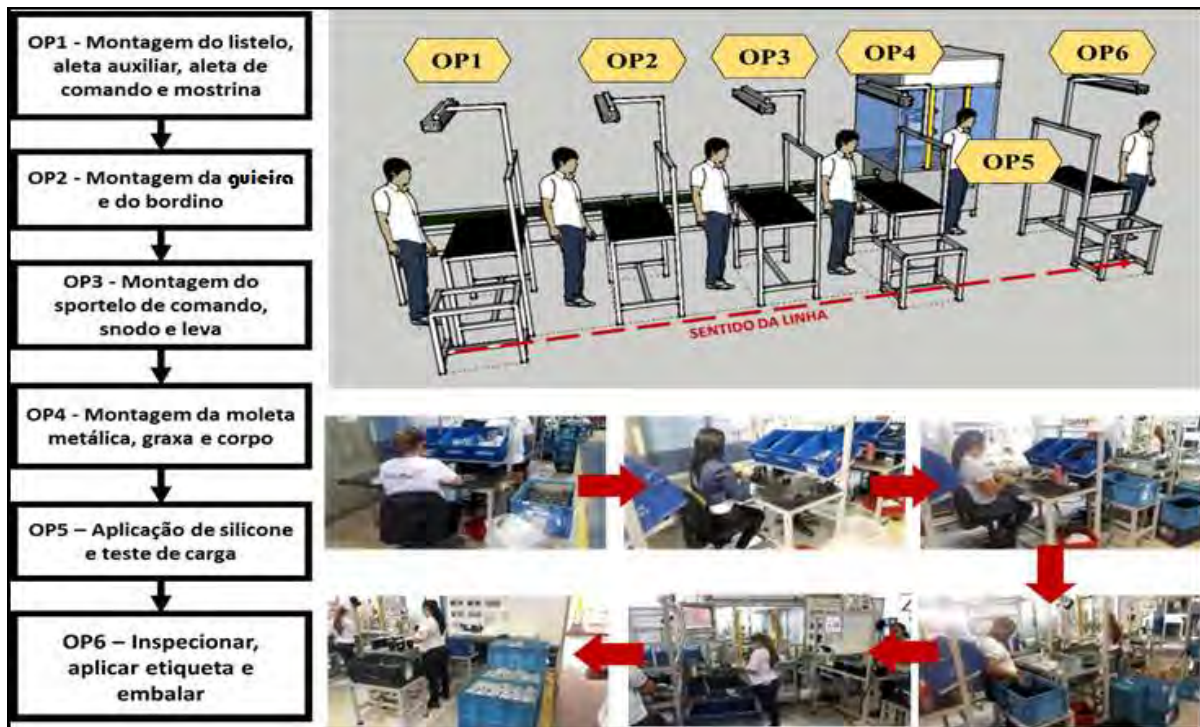 OP1 - Montagem do listelo,
aleta auxiliar, aleta de
comando e mostrina
OP2 - Montagem da guieira
e do bordino
OP3 - Montagem do
sportelo de comando,
snodo e leva
OP4 - Montagem da moleta
metálica, graxa e corpo
OP5 – Aplicação de silicone
e teste de carga
OP6 – Inspecionar,
aplicar etiqueta e
embalar
OP1
OP2
OP3
OP4
OP5
OP6
SENTIDO DA LINHA